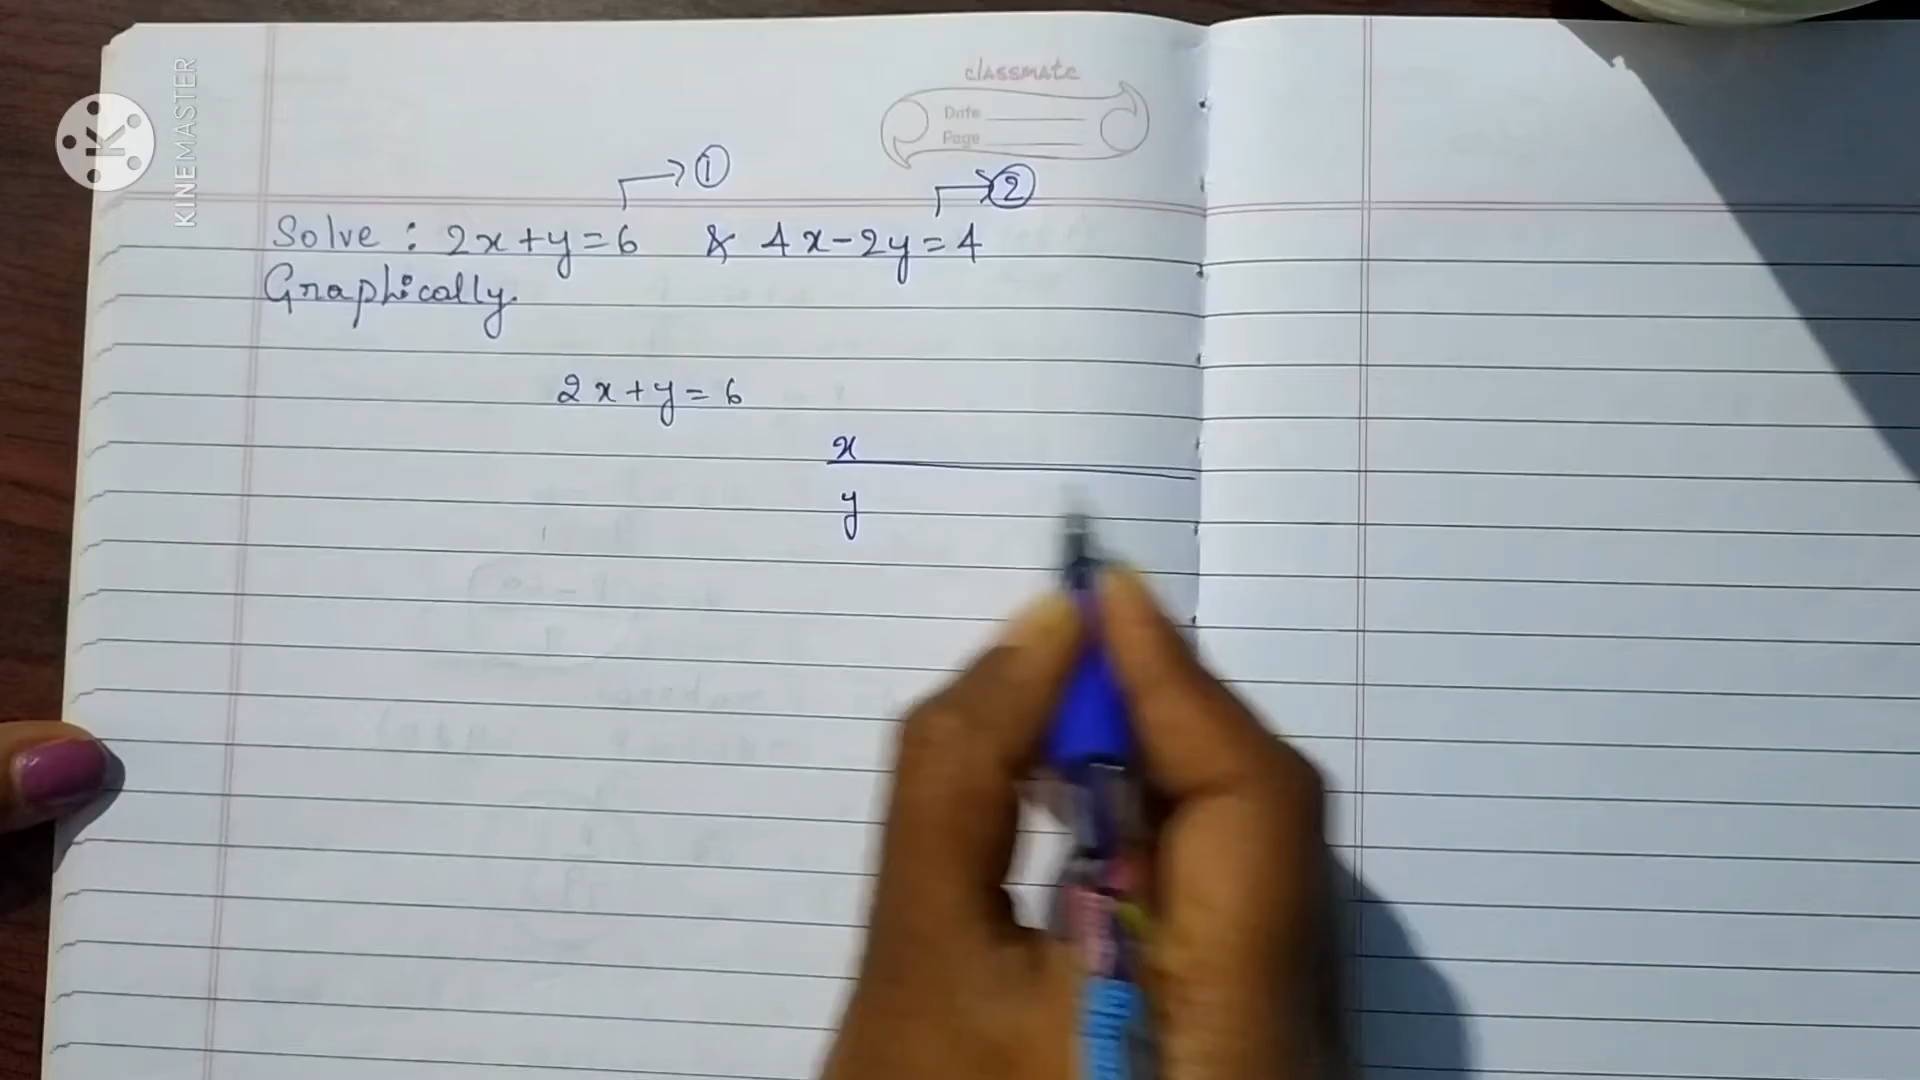 KINEMASTER
classmate
Date
Page
① ②
Solve : 2x+y=6 & 4x-2y=4
Graphically.
2x+y=6
x
y